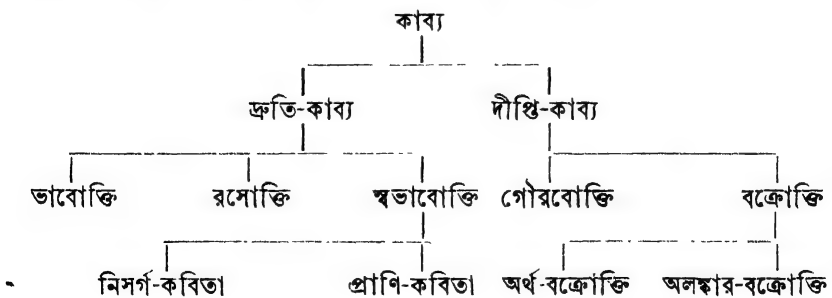 কাব্য
দ্রুতি-কাব্য দীপ্তি-কাব্য
ভাবোক্তি রসোক্তি স্বভাবোক্তি গৌরবোক্তি বক্রোক্তি
নিসর্গ-কবিতা প্রাণি-কবিতা অর্থ-বক্রোক্তি অলঙ্কার-বক্রোক্তি